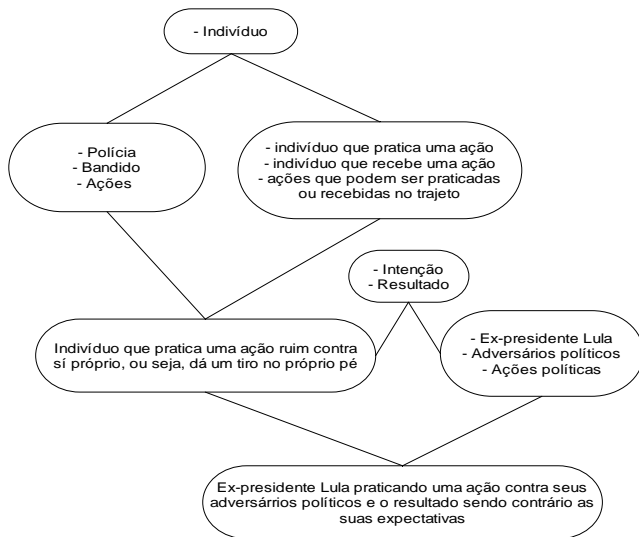 - Indivíduo
- Polícia
- Bandido
- Ações
- indivíduo que pratica uma ação
- indivíduo que recebe uma ação
- ações que podem ser praticadas
ou recebidas no trajeto
- Intenção
- Resultado
Indivíduo que pratica uma ação ruim contra
sí próprio, ou seja, dá um tiro no próprio pé
- Ex-presidente Lula
- Adversários políticos
- Ações políticas
Ex-presidente Lula praticando uma ação contra seus
adversárrios políticos e o resultado sendo contrário as
suas expectativas